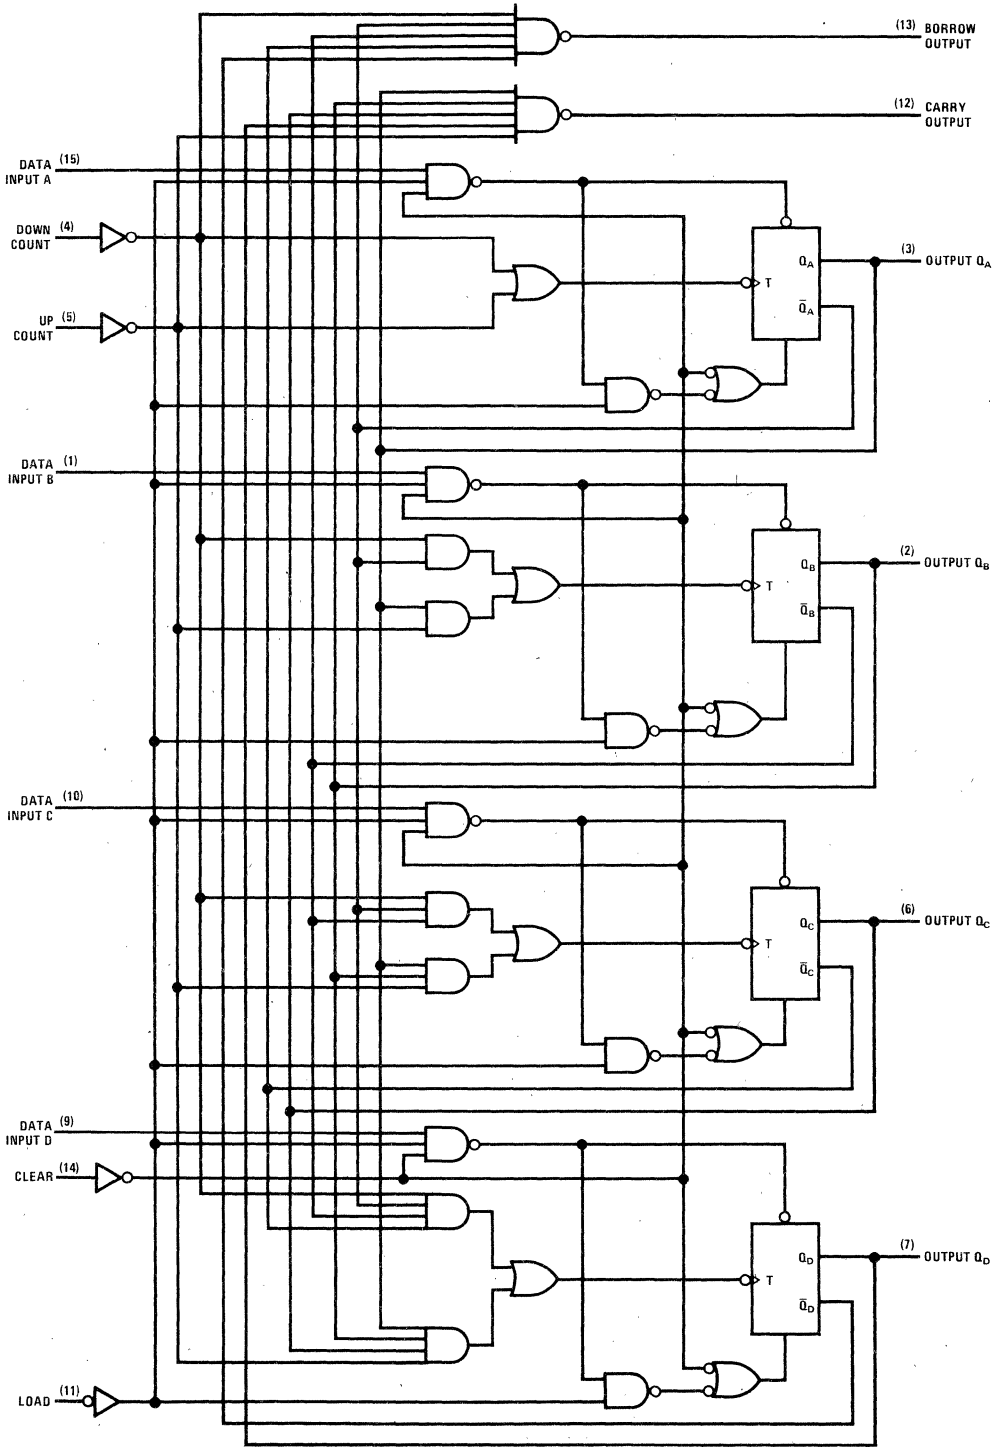 (13) BORROW
OUTPUT
(12) CARRY
OUTPUT
DATA (15)
INPUT A
DOWN (4)
COUNT
(3) OUTPUT QA
QA
T
Q̅A
UP (5)
COUNT
DATA (1)
INPUT B
(2) OUTPUT QB
QB
T
Q̅B
DATA (10)
INPUT C
(6) OUTPUT QC
QC
T
Q̅C
DATA (9)
INPUT D
CLEAR (14)
(7) OUTPUT QD
QD
T
Q̅D
LOAD (11)